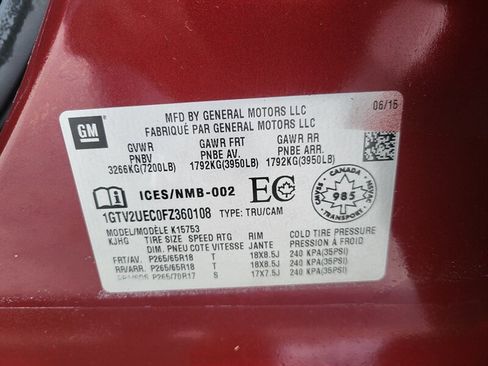 GM
MFD BY GENERAL MOTORS LLC
FABRIQUÉ PAR GENERAL MOTORS LLC
06/15
GVWR GAWR FRT GAWR RR
PNBV PNBE AV. PNBE ARR.
3266KG(7200LB) 1792KG(3950LB) 1792KG(3950LB)
ICES/NMB-002 EC
CANADA
985
TRANSPORT
1GTV2UEC0FZ360108 TYPE: TRU/CAM
MODEL/MODÈLE K15753
KJHG TIRE SIZE SPEED RTG RIM COLD TIRE PRESSURE
DIM. PNEU COTE VITESSE JANTE PRESSION À FROID
FRT/AV. P265/65R18 T 18X8.5J 240 KPA(35PSI)
RR/ARR. P265/65R18 T 18X8.5J 240 KPA(35PSI)
P265/70R17 S 17X7.5J 240 KPA(35PSI)